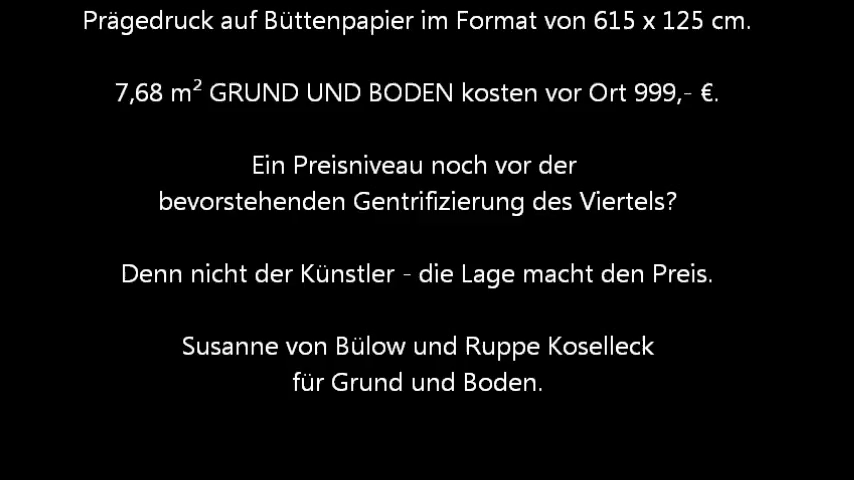 Prägedruck auf Büttenpapier im Format von 615 x 125 cm.
7,68 m² GRUND UND BODEN kosten vor Ort 999,- €.
Ein Preisniveau noch vor der
bevorstehenden Gentrifizierung des Viertels?
Denn nicht der Künstler - die Lage macht den Preis.
Susanne von Bülow und Ruppe Koselleck
für Grund und Boden.